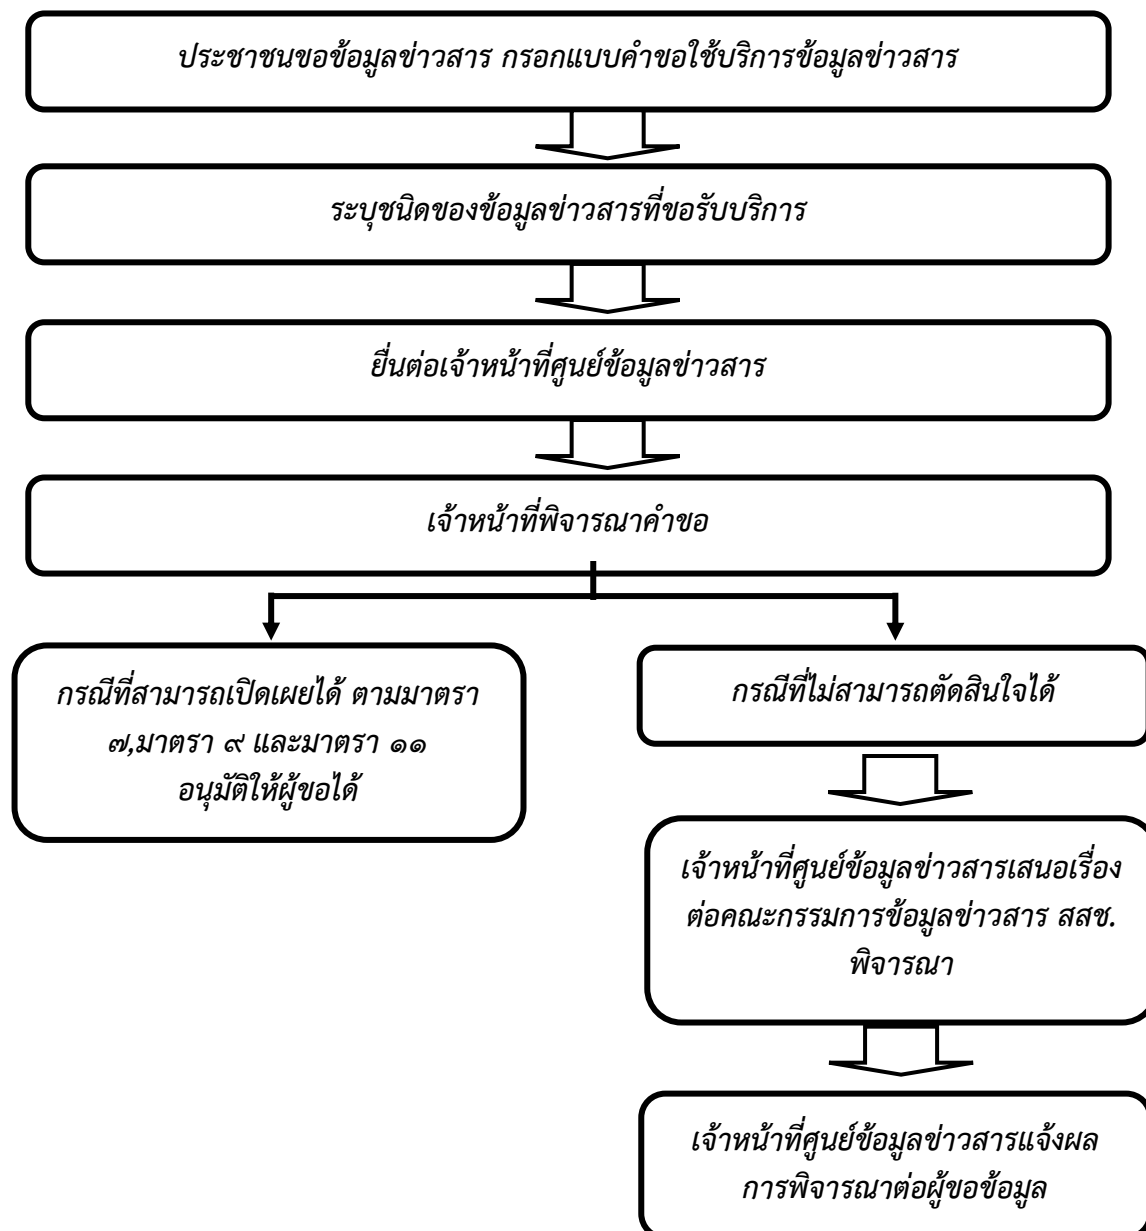 ประชาชนขอข้อมูลข่าวสาร กรอกแบบคำขอใช้บริการข้อมูลข่าวสาร
ระบุชนิดของข้อมูลข่าวสารที่ขอรับบริการ
ยื่นต่อเจ้าหน้าที่ศูนย์ข้อมูลข่าวสาร
เจ้าหน้าที่พิจารณาคำขอ
กรณีที่สามารถเปิดเผยได้ ตามมาตรา
๗,มาตรา ๙ และมาตรา ๑๑
อนุมัติให้ผู้ขอได้
กรณีที่ไม่สามารถตัดสินใจได้
เจ้าหน้าที่ศูนย์ข้อมูลข่าวสารเสนอเรื่อง
ต่อคณะกรรมการข้อมูลข่าวสาร สสช.
พิจารณา
เจ้าหน้าที่ศูนย์ข้อมูลข่าวสารแจ้งผล
การพิจารณาต่อผู้ขอข้อมูล